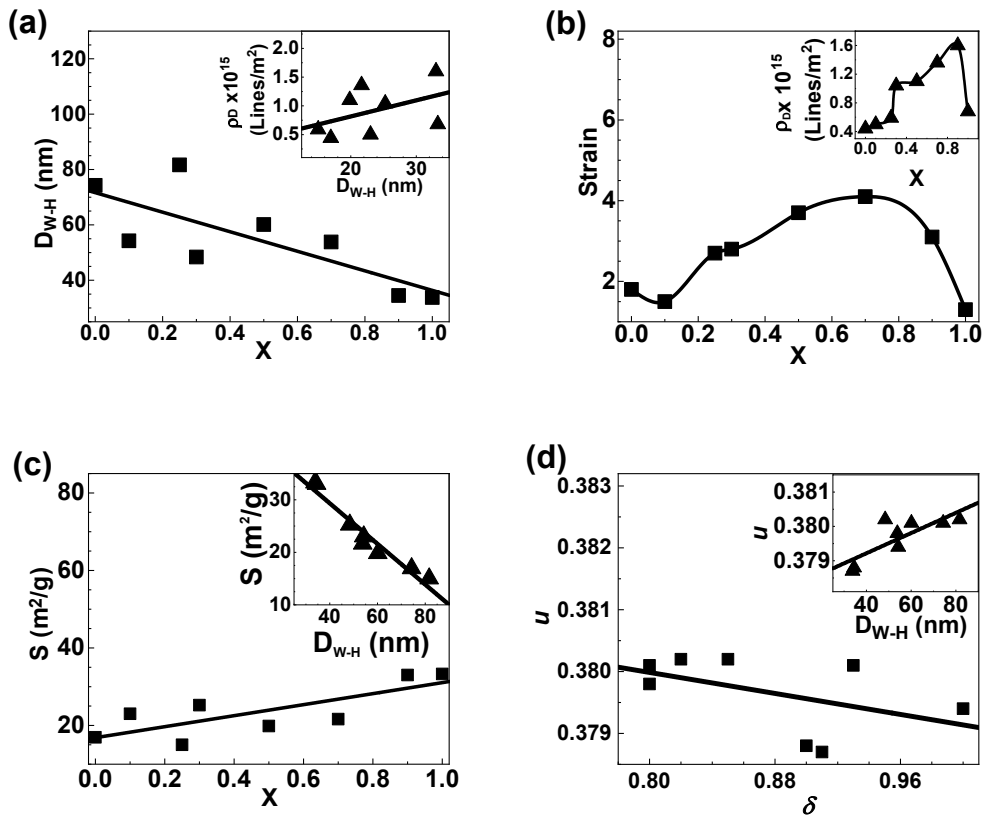 (a)
120
100
80
60
40
D_W-H (nm)
0.0 0.2 0.4 0.6 0.8 1.0
X
2.0
1.5
1.0
0.5
ρ_D x10^15
(Lines/m²)
20 30
D_W-H (nm)
(b)
8
6
4
2
Strain
0.0 0.2 0.4 0.6 0.8 1.0
X
1.6
1.2
0.8
0.4
ρ_D x 10^15
(Lines/m²)
0.0 0.4 0.8
X
(c)
80
60
40
20
S (m²/g)
0.0 0.2 0.4 0.6 0.8 1.0
X
30
20
10
S (m²/g)
40 60 80
D_W-H (nm)
(d)
0.383
0.382
0.381
0.380
0.379
u
0.80 0.88 0.96
δ
0.381
0.380
0.379
u
40 60 80
D_W-H (nm)